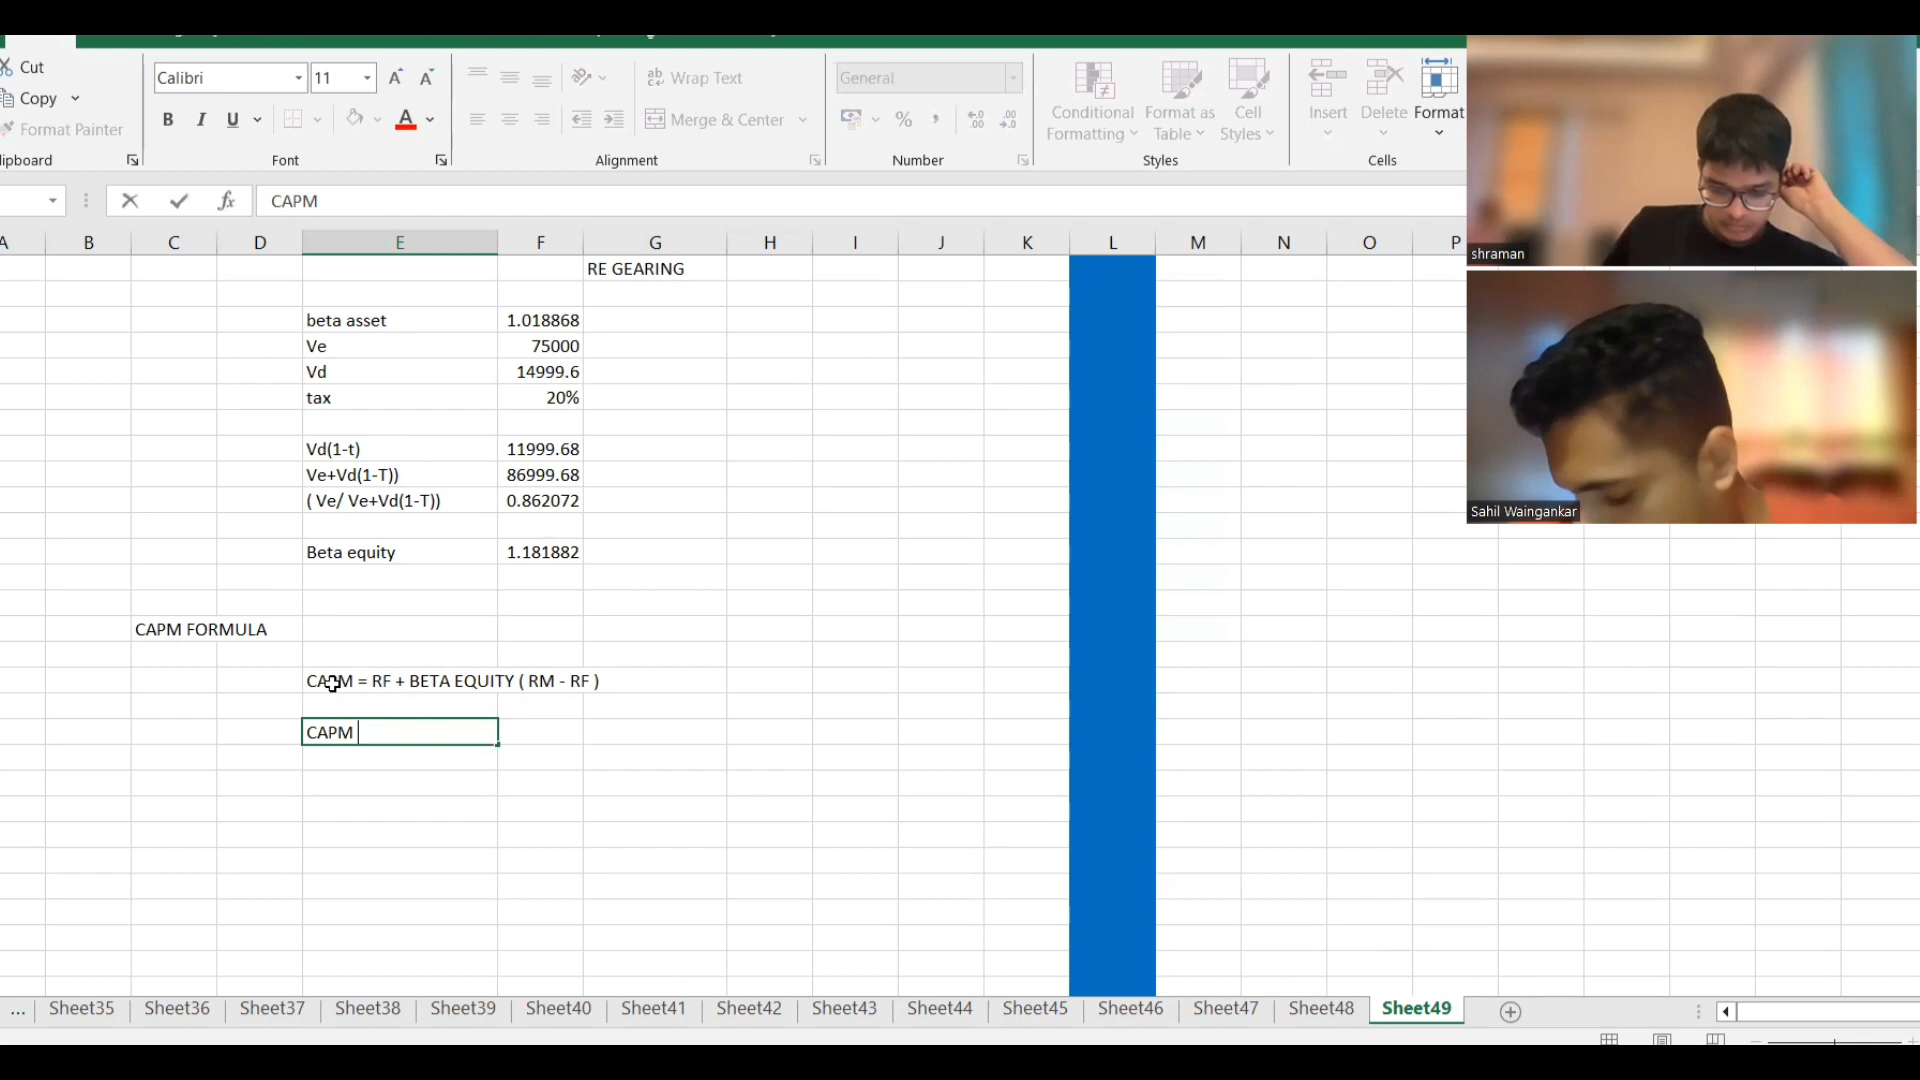 Cut
Copy
Format Painter
lipboard
Calibri
11
A A
B I U A
Font
ab Wrap Text
Merge & Center
Alignment
General
% ,
Number
Conditional Formatting
Format as Table
Cell Styles
Styles
Insert
Delete
Format
Cells
fx CAPM
A B C D E F G H I J K L M N O P
RE GEARING
beta asset 1.018868
Ve 75000
Vd 14999.6
tax 20%
Vd(1-t) 11999.68
Ve+Vd(1-T)) 86999.68
( Ve/ Ve+Vd(1-T)) 0.862072
Beta equity 1.181882
CAPM FORMULA
CAPM = RF + BETA EQUITY ( RM - RF )
CAPM
shraman
Sahil Waingankar
... Sheet35 Sheet36 Sheet37 Sheet38 Sheet39 Sheet40 Sheet41 Sheet42 Sheet43 Sheet44 Sheet45 Sheet46 Sheet47 Sheet48 Sheet49